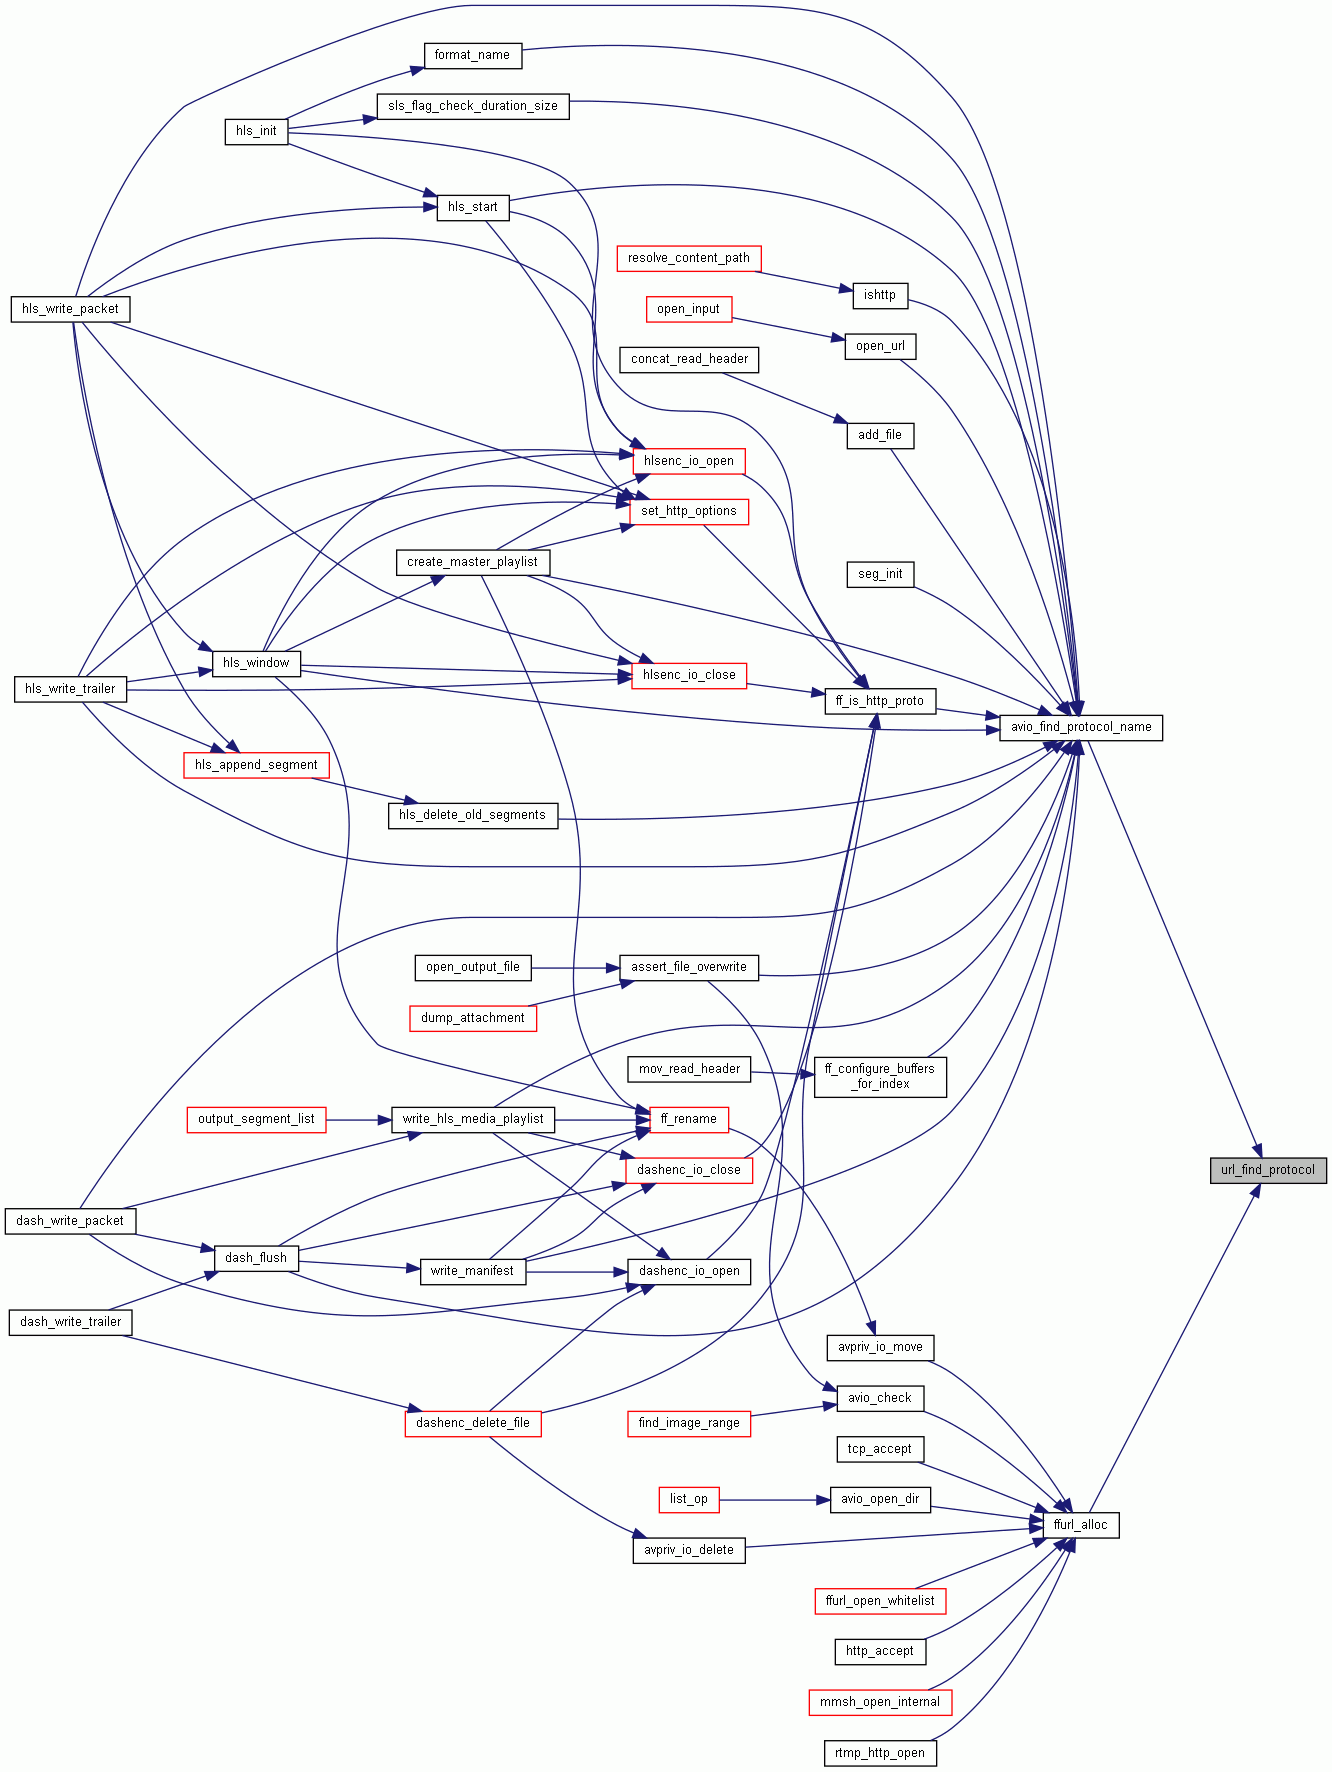 format_name
sls_flag_check_duration_size
hls_init
hls_start
resolve_content_path
ishttp
hls_write_packet
open_input
open_url
concat_read_header
add_file
hlsenc_io_open
set_http_options
create_master_playlist
seg_init
hls_window
hlsenc_io_close
hls_write_trailer
ff_is_http_proto
avio_find_protocol_name
hls_append_segment
hls_delete_old_segments
open_output_file
assert_file_overwrite
dump_attachment
mov_read_header
ff_configure_buffers
_for_index
output_segment_list
write_hls_media_playlist
ff_rename
dashenc_io_close
url_find_protocol
dash_write_packet
dash_flush
write_manifest
dashenc_io_open
dash_write_trailer
avpriv_io_move
avio_check
dashenc_delete_file
find_image_range
tcp_accept
list_op
avio_open_dir
ffurl_alloc
avpriv_io_delete
ffurl_open_whitelist
http_accept
mmsh_open_internal
rtmp_http_open